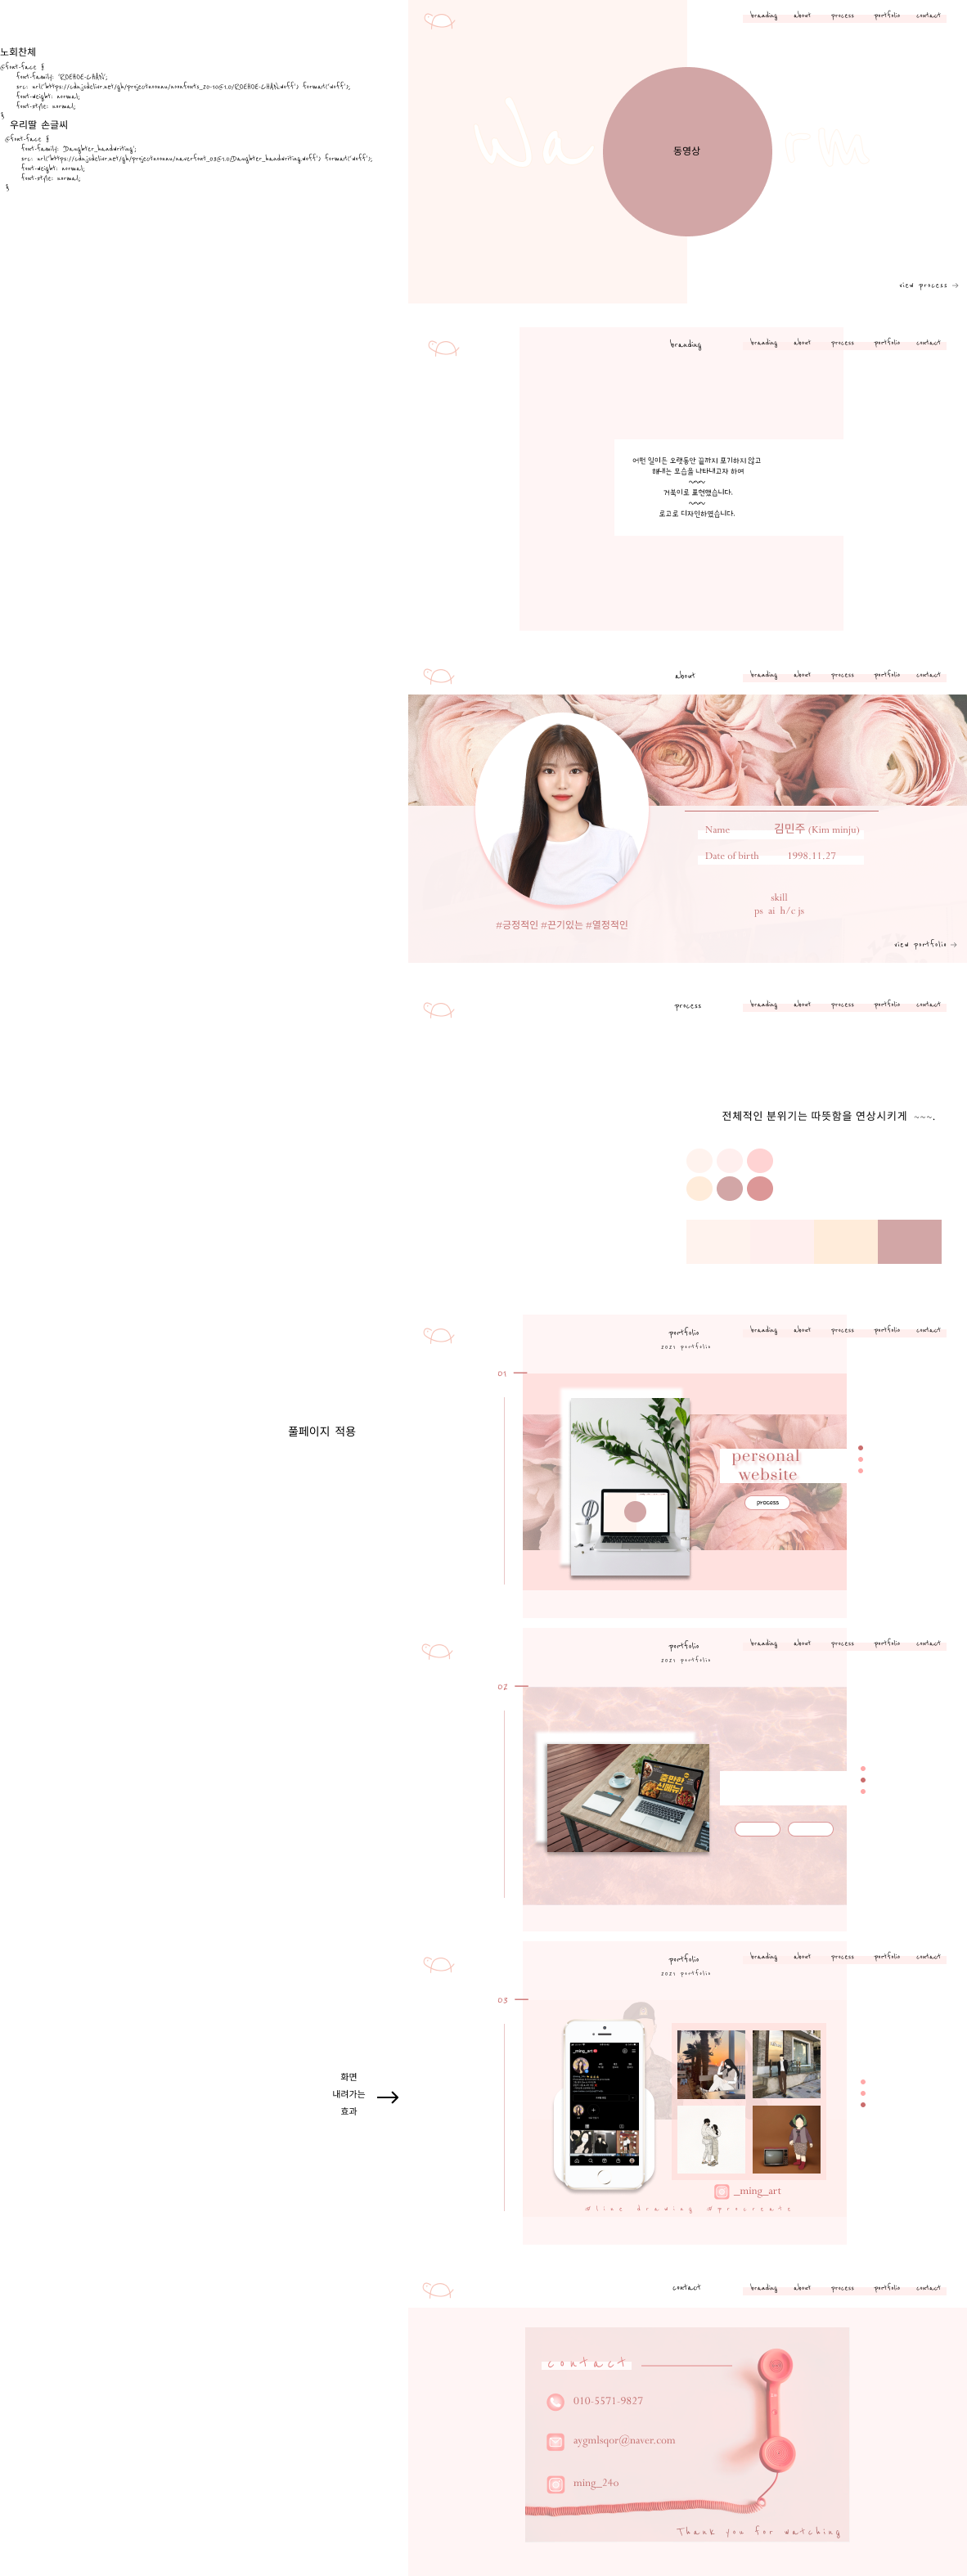 노회찬체
@font-face {
font-family: 'ROEHOE-CHAN';
src: url('https://cdn.jsdelivr.net/gh/projectnoonnu/noonfonts_20-10@1.0/ROEHOE-CHAN.woff') format('woff');
font-weight: normal;
font-style: normal;
}
우리딸 손글씨
@font-face {
font-family: 'Daughter_handwriting';
src: url('https://cdn.jsdelivr.net/gh/projectnoonnu/naverfont_03@1.0/Daughter_handwriting.woff') format('woff');
font-weight: normal;
font-style: normal;
}
branding about process portfolio contact
Wa rm
동영상
view process →
branding
branding about process portfolio contact
어떤 일이든 오랫동안 끝까지 포기하지 않고
해내는 모습을 나타내고자 하여
~~~
거북이로 표현했습니다.
~~~
로고로 디자인하였습니다.
about
branding about process portfolio contact
Name 김민주 (Kim minju)
Date of birth 1998.11.27
skill
ps ai h/c js
#긍정적인 #끈기있는 #열정적인
view portfolio →
process
branding about process portfolio contact
전체적인 분위기는 따뜻함을 연상시키게 ~~~.
portfolio
branding about process portfolio contact
2021 portfolio
01
풀페이지 적용
personal
website
process
portfolio
branding about process portfolio contact
2021 portfolio
02
중만한
신메뉴!
portfolio
branding about process portfolio contact
2021 portfolio
03
화면
내려가는
효과
_ming_art
_ming_art
#line drawing #procreate
contact
branding about process portfolio contact
contact
010-5571-9827
aygmlsqor@naver.com
ming_24o
Thank you for watching